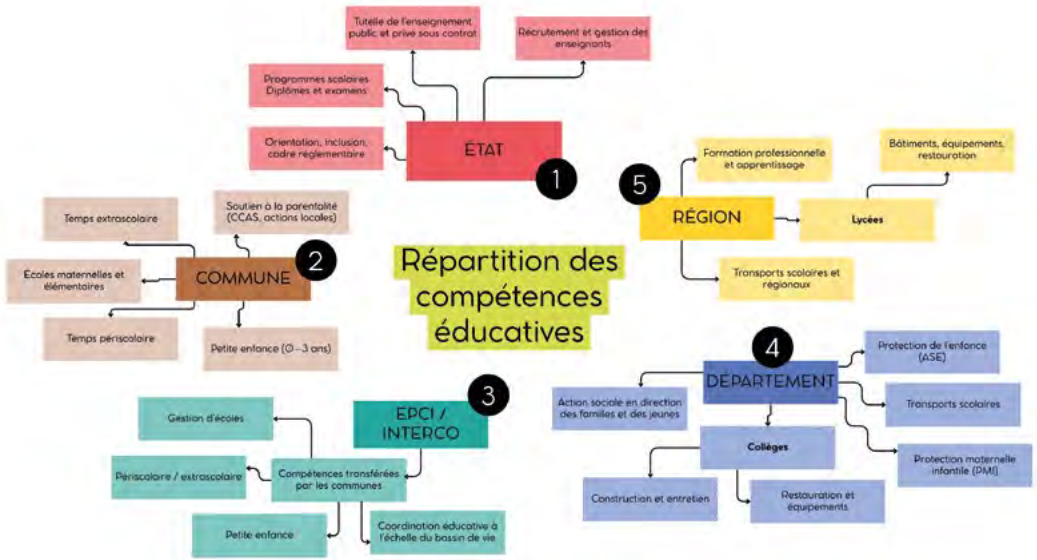 Répartition des
compétences
éducatives
1
ÉTAT
Tutelle de l'enseignement
public et privé sous contrat
Recrutement et gestion des
enseignants
Programmes scolaires
Diplômes et examens
Orientation, inclusion,
cadre réglementaire
2
COMMUNE
Temps extrascolaire
Soutien à la parentalité
(CCAS, actions locales)
Écoles maternelles et
élémentaires
Temps périscolaire
Petite enfance (0-3 ans)
3
EPCI /
INTERCO
Compétences transférées
par les communes
Gestion d'écoles
Périscolaire / extrascolaire
Petite enfance
Coordination éducative à
l'échelle du bassin de vie
4
DÉPARTEMENT
Protection de l'enfance
(ASE)
Action sociale en direction
des familles et des jeunes
Transports scolaires
Collèges
Protection maternelle
infantile (PMI)
Construction et entretien
Restauration et
équipements
5
RÉGION
Formation professionnelle
et apprentissage
Bâtiments, équipements,
restauration
Lycées
Transports scolaires et
régionaux